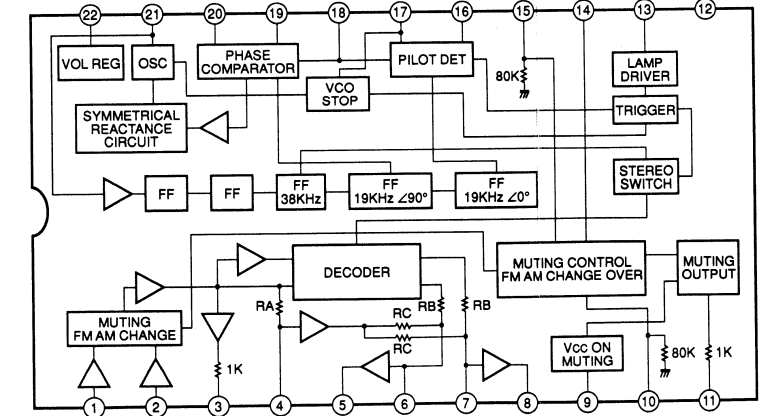 22 21 20 19 18 17 16 15 14 13 12
VOL REG
OSC
PHASE
COMPARATOR
PILOT DET
80K
LAMP
DRIVER
VCO
STOP
TRIGGER
SYMMETRICAL
REACTANCE
CIRCUIT
STEREO
SWITCH
FF
FF
FF
38KHz
FF
19KHz ∠90°
FF
19KHz ∠0°
DECODER
MUTING CONTROL
FM AM CHANGE OVER
MUTING
OUTPUT
RA
RB
RB
RC
RC
MUTING
FM AM CHANGE
1K
VCC ON
MUTING
80K
1K
1 2 3 4 5 6 7 8 9 10 11